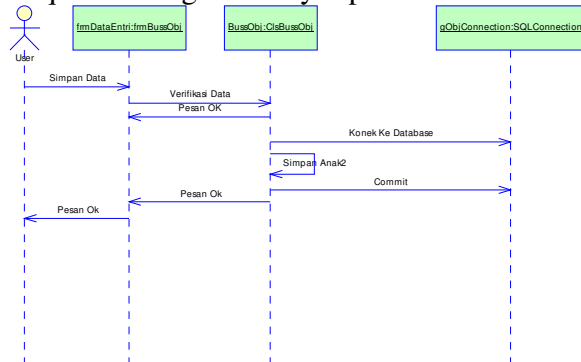 frmDataEntri:frmBussObj
BussObj:ClsBussObj
gObjConnection:SQLConnection
User
Simpan Data
Verifikasi Data
Pesan OK
Konek Ke Database
Simpan Anak2
Commit
Pesan Ok
Pesan Ok